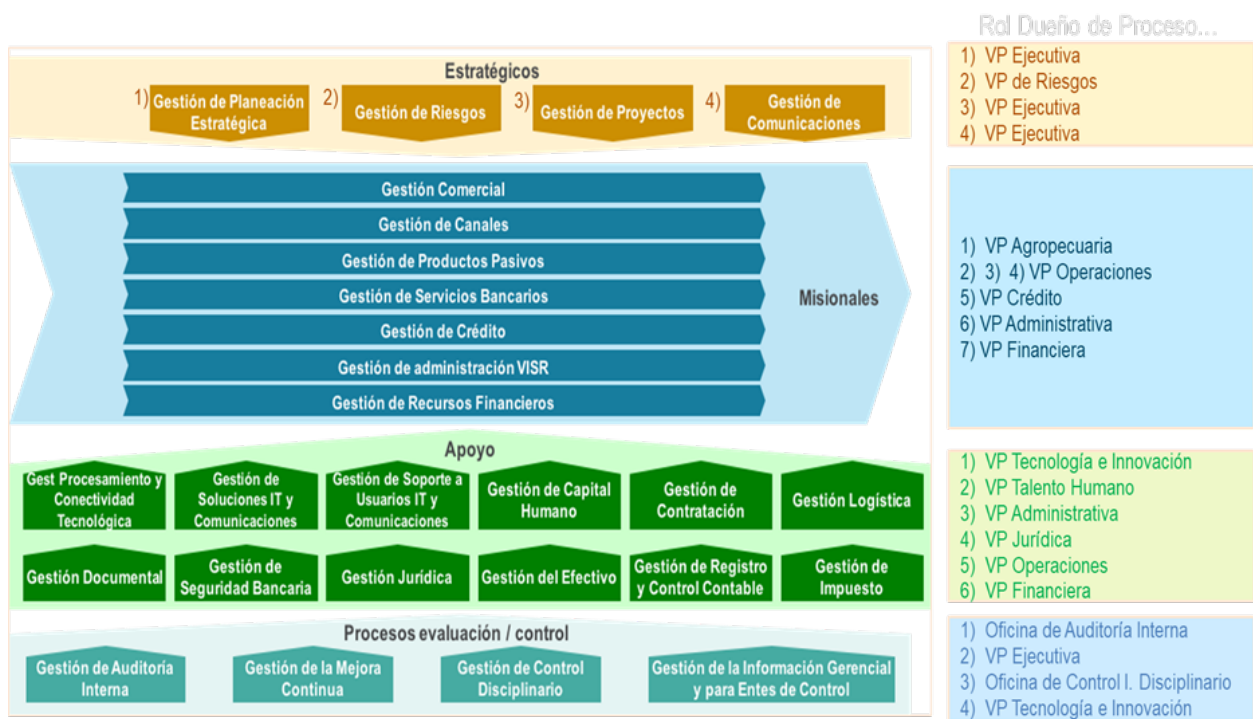 Rol Dueño de Proceso...
Estratégicos
1) Gestión de Planeación
Estratégica
2) Gestión de Riesgos
3) Gestión de Proyectos
4) Gestión de
Comunicaciones
1) VP Ejecutiva
2) VP de Riesgos
3) VP Ejecutiva
4) VP Ejecutiva
Gestión Comercial
Gestión de Canales
Gestión de Productos Pasivos
Gestión de Servicios Bancarios
Gestión de Crédito
Gestión de administración VISR
Gestión de Recursos Financieros
Misionales
1) VP Agropecuaria
2) 3) 4) VP Operaciones
5) VP Crédito
6) VP Administrativa
7) VP Financiera
Apoyo
Gest Procesamiento y
Conectividad
Tecnológica
Gestión de
Soluciones IT y
Comunicaciones
Gestión de Soporte a
Usuarios IT y
Comunicaciones
Gestión de Capital
Humano
Gestión de
Contratación
Gestión Logística
Gestión Documental
Gestión de
Seguridad Bancaria
Gestión Jurídica
Gestión del Efectivo
Gestión de Registro
y Control Contable
Gestión de
Impuesto
1) VP Tecnología e Innovación
2) VP Talento Humano
3) VP Administrativa
4) VP Jurídica
5) VP Operaciones
6) VP Financiera
Procesos evaluación / control
Gestión de Auditoría
Interna
Gestión de la Mejora
Continua
Gestión de Control
Disciplinario
Gestión de la Información Gerencial
y para Entes de Control
1) Oficina de Auditoría Interna
2) VP Ejecutiva
3) Oficina de Control I. Disciplinario
4) VP Tecnología e Innovación